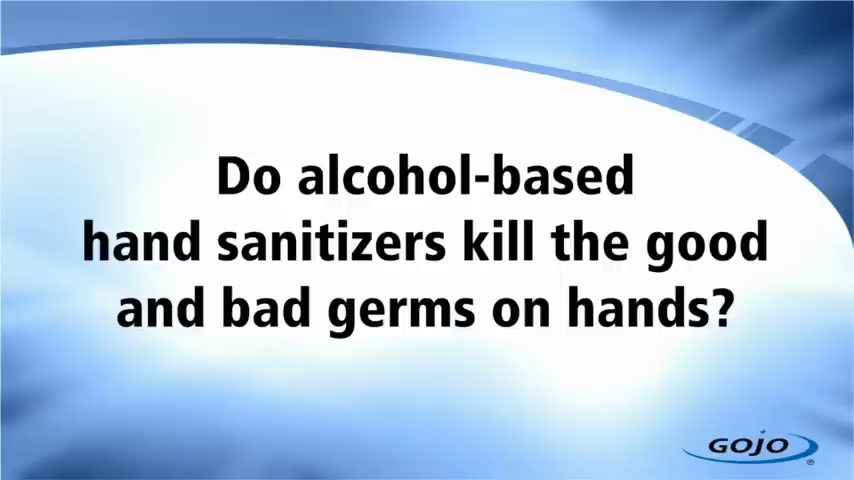 Do alcohol-based
hand sanitizers kill the good
and bad germs on hands?
GOJO®